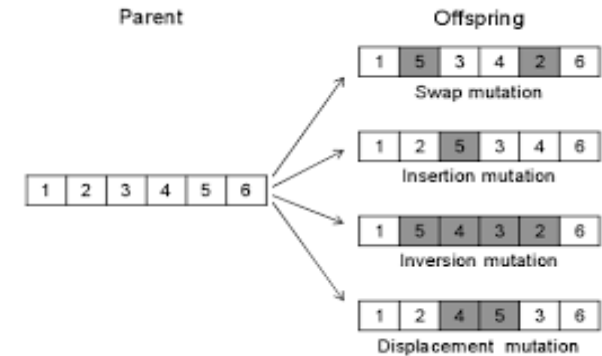 Parent
Offspring
1 5 3 4 2 6
Swap mutation
1 2 5 3 4 6
Insertion mutation
1 2 3 4 5 6
1 5 4 3 2 6
Inversion mutation
1 2 4 5 3 6
Displacement mutation